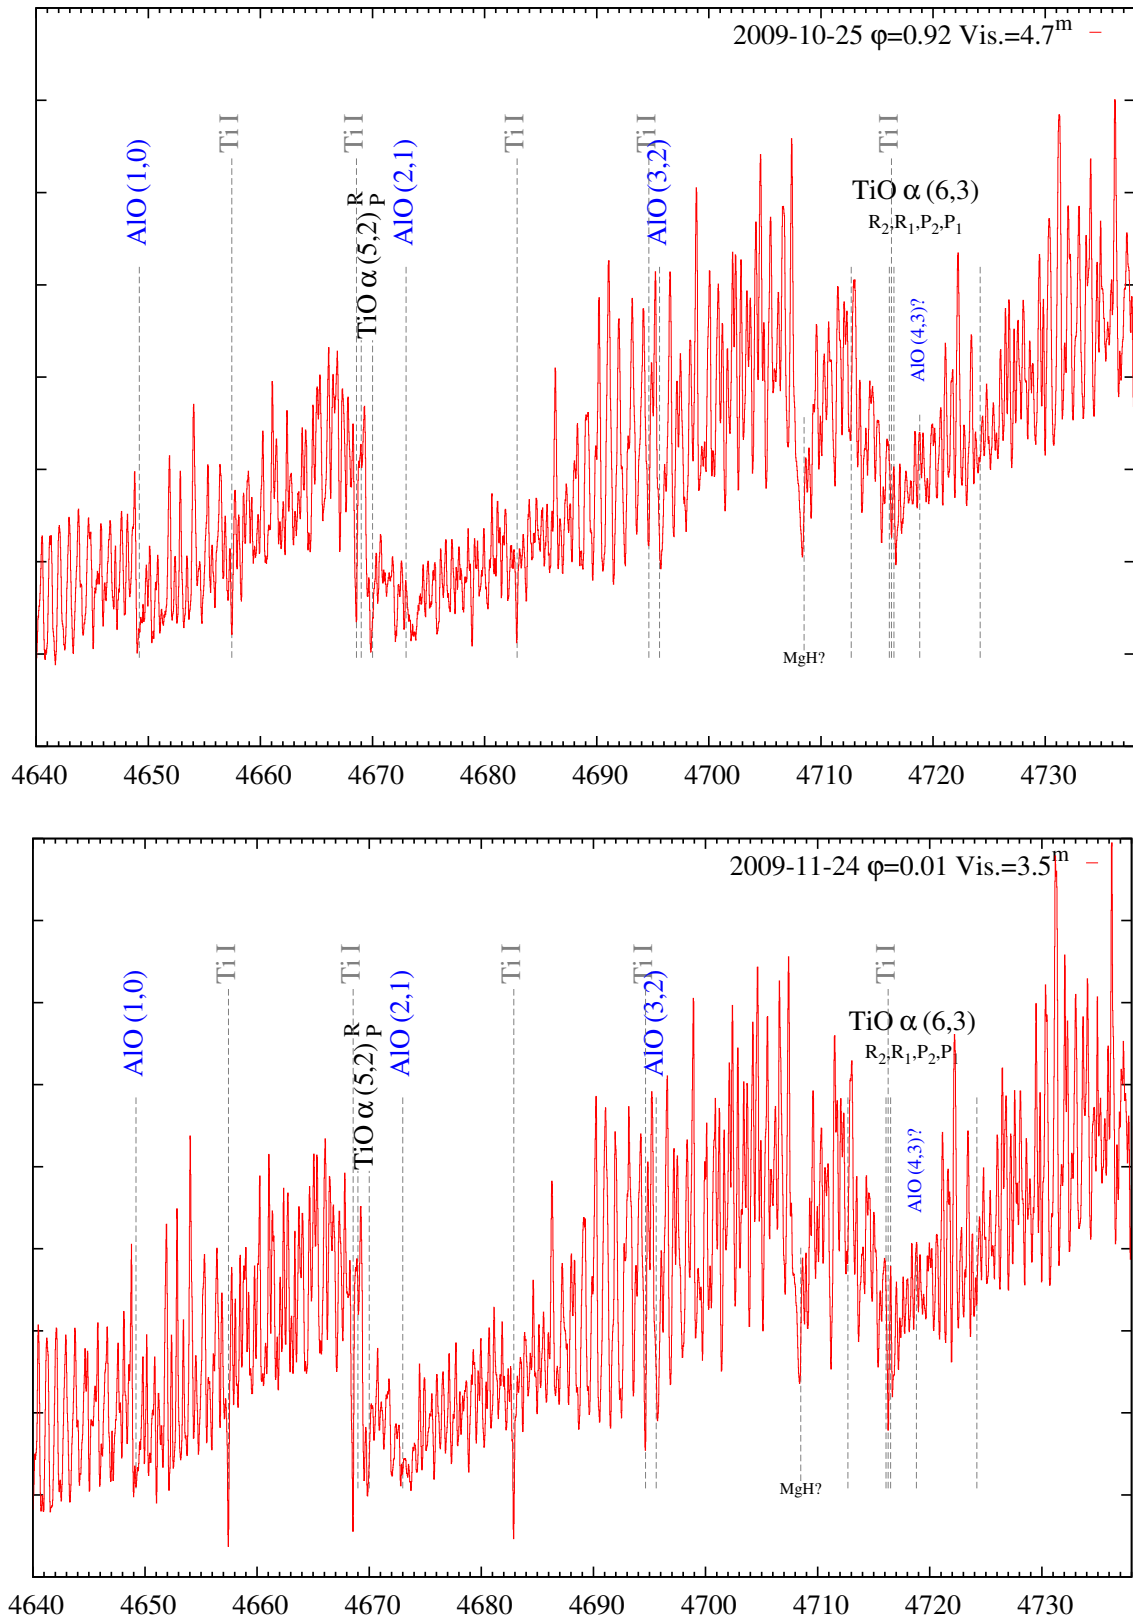 2009-10-25 φ=0.92 Vis.=4.7m
Ti I
Ti I
Ti I
Ti I
Ti I
AlO (1,0)
TiO α (5,2) R P
AlO (2,1)
AlO (3,2)
TiO α (6,3)
R2,R1,P2,P1
AlO (4,3)?
MgH?
4640 4650 4660 4670 4680 4690 4700 4710 4720 4730
2009-11-24 φ=0.01 Vis.=3.5m
Ti I
Ti I
Ti I
Ti I
Ti I
AlO (1,0)
TiO α (5,2) R P
AlO (2,1)
AlO (3,2)
TiO α (6,3)
R2,R1,P2,P1
AlO (4,3)?
MgH?
4640 4650 4660 4670 4680 4690 4700 4710 4720 4730